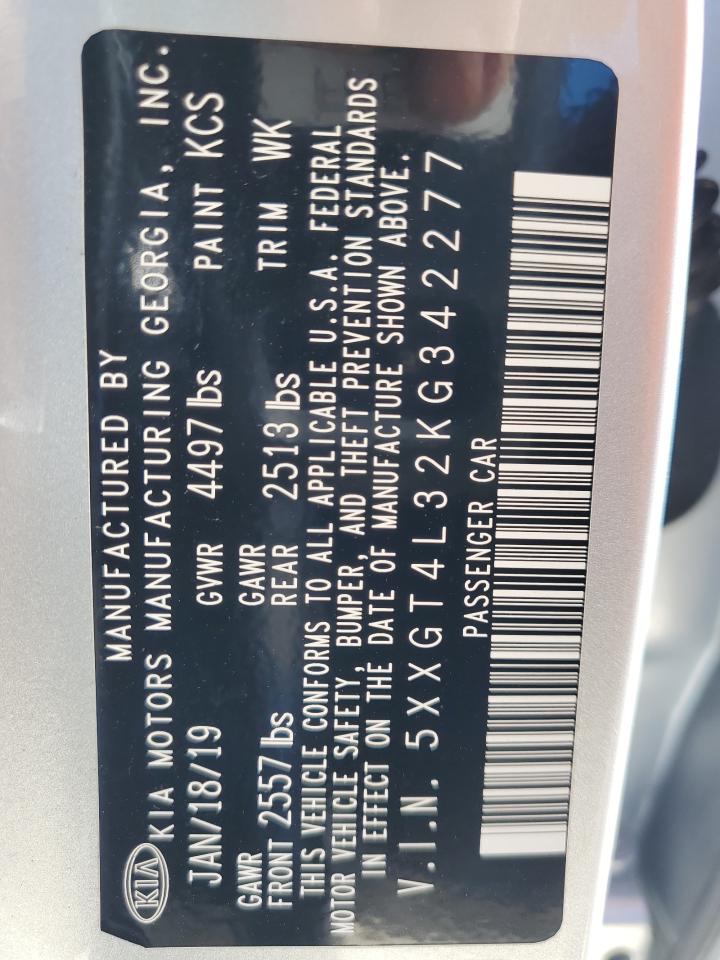 MANUFACTURED BY
KIA KIA MOTORS MANUFACTURING GEORGIA, INC.
JAN/18/19 GVWR 4497 lbs PAINT KCS
GAWR GAWR
FRONT 2557 lbs REAR 2513 lbs TRIM WK
THIS VEHICLE CONFORMS TO ALL APPLICABLE U.S.A. FEDERAL
MOTOR VEHICLE SAFETY, BUMPER, AND THEFT PREVENTION STANDARDS
IN EFFECT ON THE DATE OF MANUFACTURE SHOWN ABOVE.
V.I.N. 5XXGT4L32KG342277
PASSENGER CAR